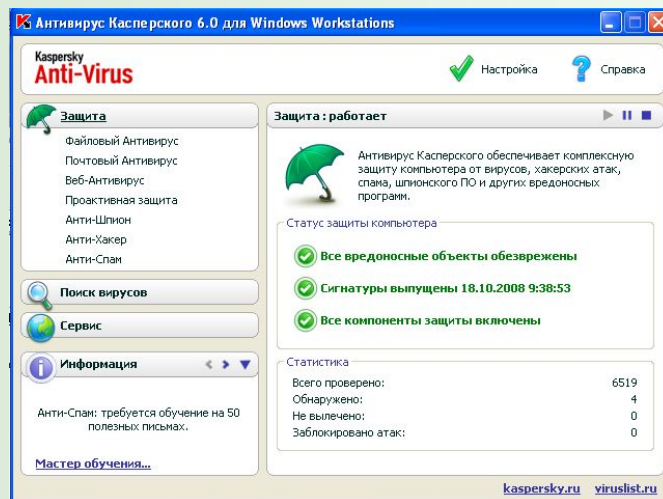 Антивирус Касперского 6.0 для Windows Workstations
Kaspersky
Anti-Virus
Настройка
Справка
Защита
Файловый Антивирус
Почтовый Антивирус
Веб-Антивирус
Проактивная защита
Анти-Шпион
Анти-Хакер
Анти-Спам
Поиск вирусов
Сервис
Информация
Анти-Спам: требуется обучение на 50
полезных письмах.
Мастер обучения...
Защита : работает
Антивирус Касперского обеспечивает комплексную
защиту компьютера от вирусов, хакерских атак,
спама, шпионского ПО и других вредоносных
программ.
Статус защиты компьютера
Все вредоносные объекты обезврежены
Сигнатуры выпущены 18.10.2008 9:38:53
Все компоненты защиты включены
Статистика
Всего проверено: 6519
Обнаружено: 4
Не вылечено: 0
Заблокировано атак: 0
kaspersky.ru viruslist.ru